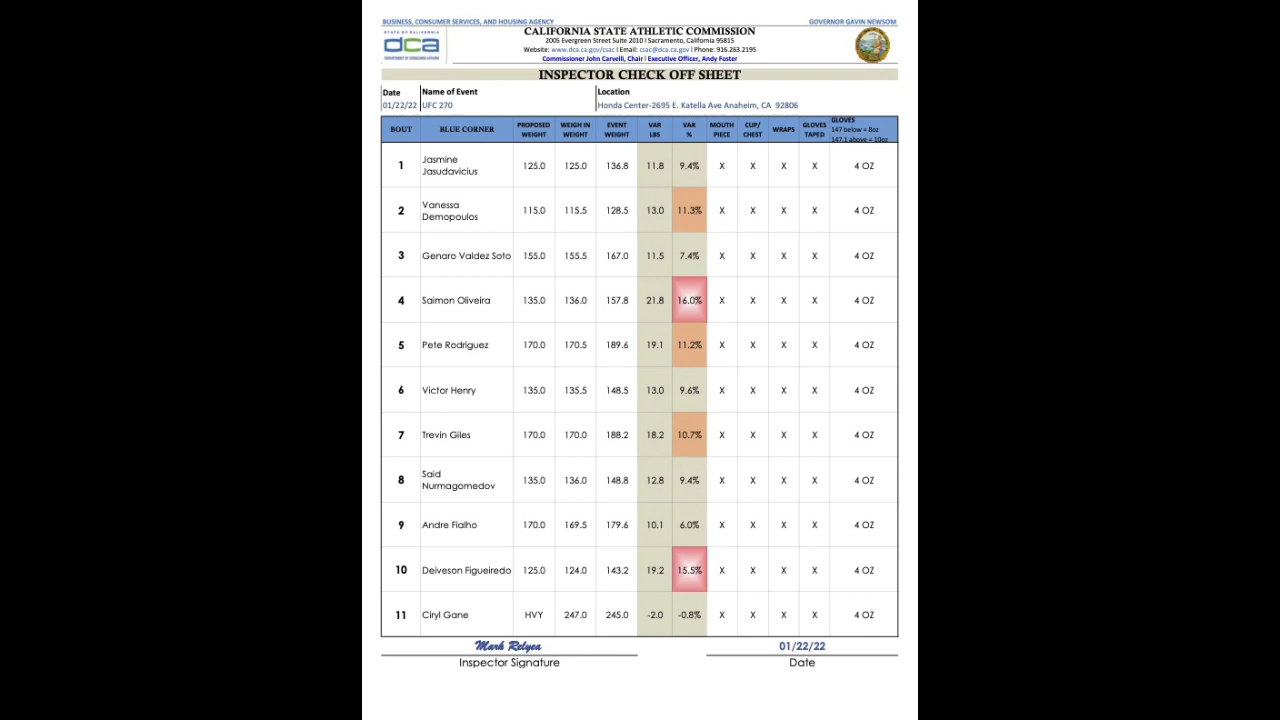 BUSINESS, CONSUMER SERVICES, AND HOUSING AGENCY GOVERNOR GAVIN NEWSOM
STATE OF CALIFORNIA
dca
DEPARTMENT OF CONSUMER AFFAIRS
CALIFORNIA STATE ATHLETIC COMMISSION
2005 Evergreen Street Suite 2010 | Sacramento, California 95815
Website: www.dca.ca.gov/csac | Email: csac@dca.ca.gov | Phone: 916.263.2195
Commissioner John Carvelli, Chair | Executive Officer, Andy Foster
INSPECTOR CHECK OFF SHEET
Date Name of Event Location
01/22/22 UFC 270 Honda Center-2695 E. Katella Ave Anaheim, CA 92806
BOUT BLUE CORNER PROPOSED WEIGHT WEIGH IN WEIGHT EVENT WEIGHT VAR LBS VAR % MOUTH PIECE CUP/ CHEST WRAPS GLOVES TAPED GLOVES 147 below = 8oz 147.1 above = 10oz
1 Jasmine Jasudavicius 125.0 125.0 136.8 11.8 9.4% X X X X 4 OZ
2 Vanessa Demopoulos 115.0 115.5 128.5 13.0 11.3% X X X X 4 OZ
3 Genaro Valdez Soto 155.0 155.5 167.0 11.5 7.4% X X X X 4 OZ
4 Saimon Oliveira 135.0 136.0 157.8 21.8 16.0% X X X X 4 OZ
5 Pete Rodriguez 170.0 170.5 189.6 19.1 11.2% X X X X 4 OZ
6 Victor Henry 135.0 135.5 148.5 13.0 9.6% X X X X 4 OZ
7 Trevin Giles 170.0 170.0 188.2 18.2 10.7% X X X X 4 OZ
8 Said Nurmagomedov 135.0 136.0 148.8 12.8 9.4% X X X X 4 OZ
9 Andre Fialho 170.0 169.5 179.6 10.1 6.0% X X X X 4 OZ
10 Deiveson Figueiredo 125.0 124.0 143.2 19.2 15.5% X X X X 4 OZ
11 Ciryl Gane HVY 247.0 245.0 -2.0 -0.8% X X X X 4 OZ
Mark Relyea 01/22/22
Inspector Signature Date